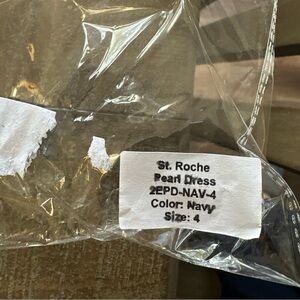 St. Roche
Pearl Dress
2EPD-NAV-4
Color: Navy
Size: 4